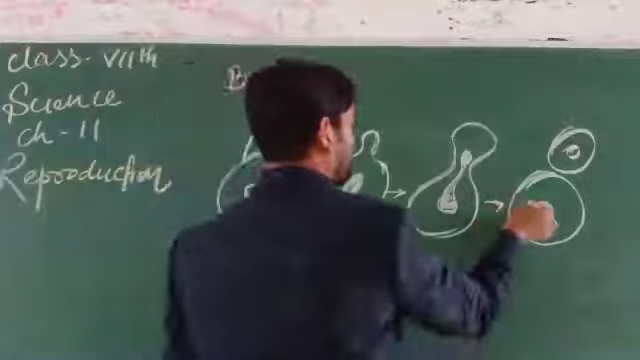 class- VIIth
Science
ch - 11
Reproduction